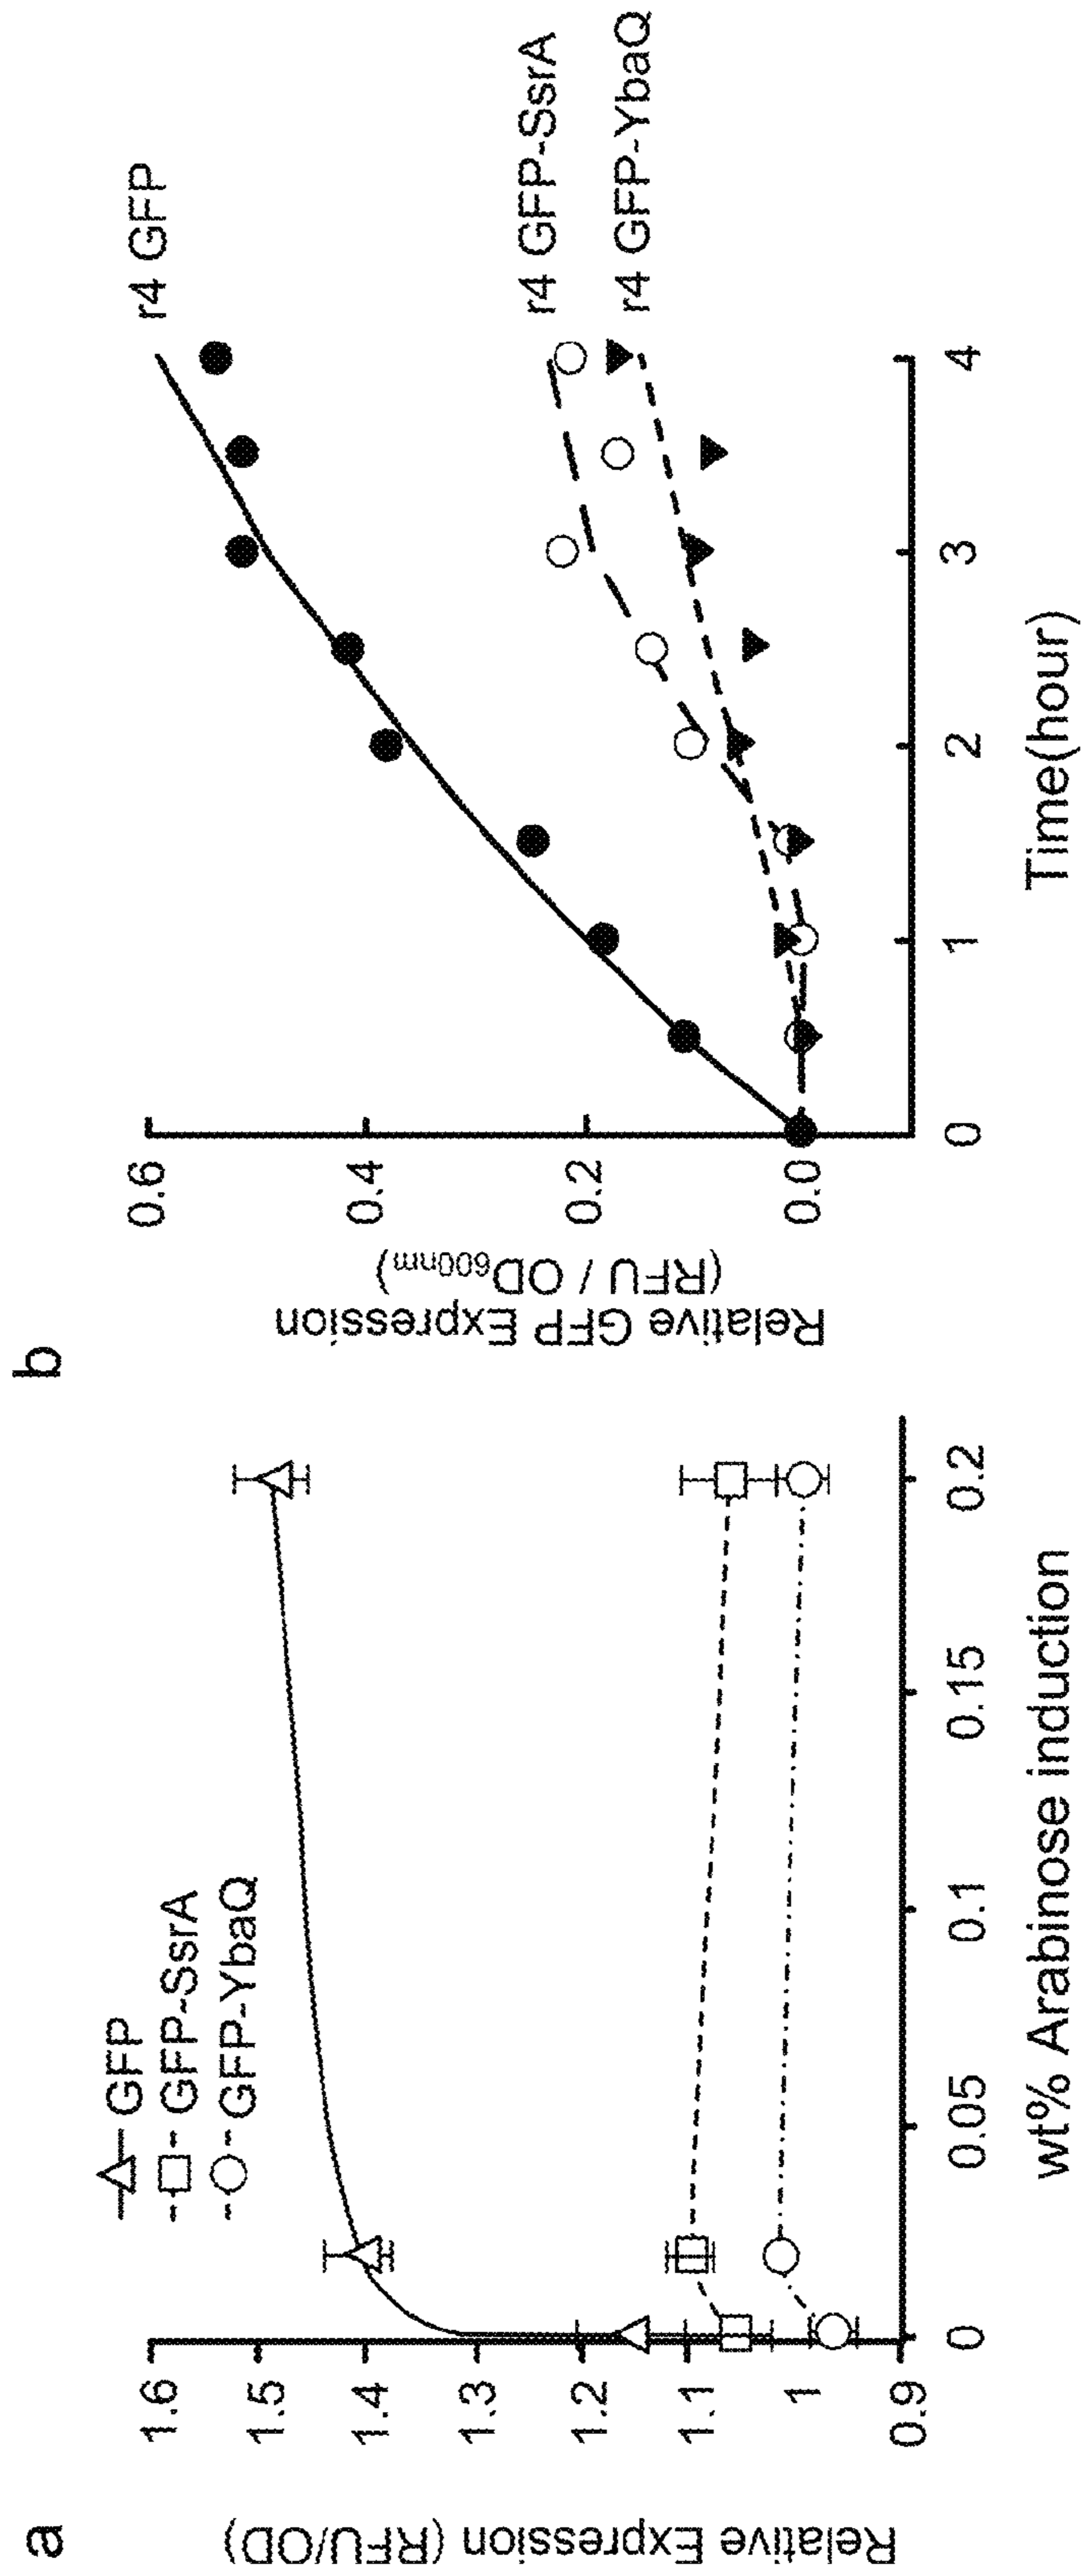 a
Relative Expression (RFU/OD)
1.6
1.5
1.4
1.3
1.2
1.1
1
0.9
GFP
GFP-SsrA
GFP-YbaQ
0
0.05
0.1
0.15
0.2
wt% Arabinose induction
b
Relative GFP Expression
(RFU / OD600nm)
0.6
0.4
0.2
0.0
r4 GFP
r4 GFP-SsrA
r4 GFP-YbaQ
0
1
2
3
4
Time(hour)